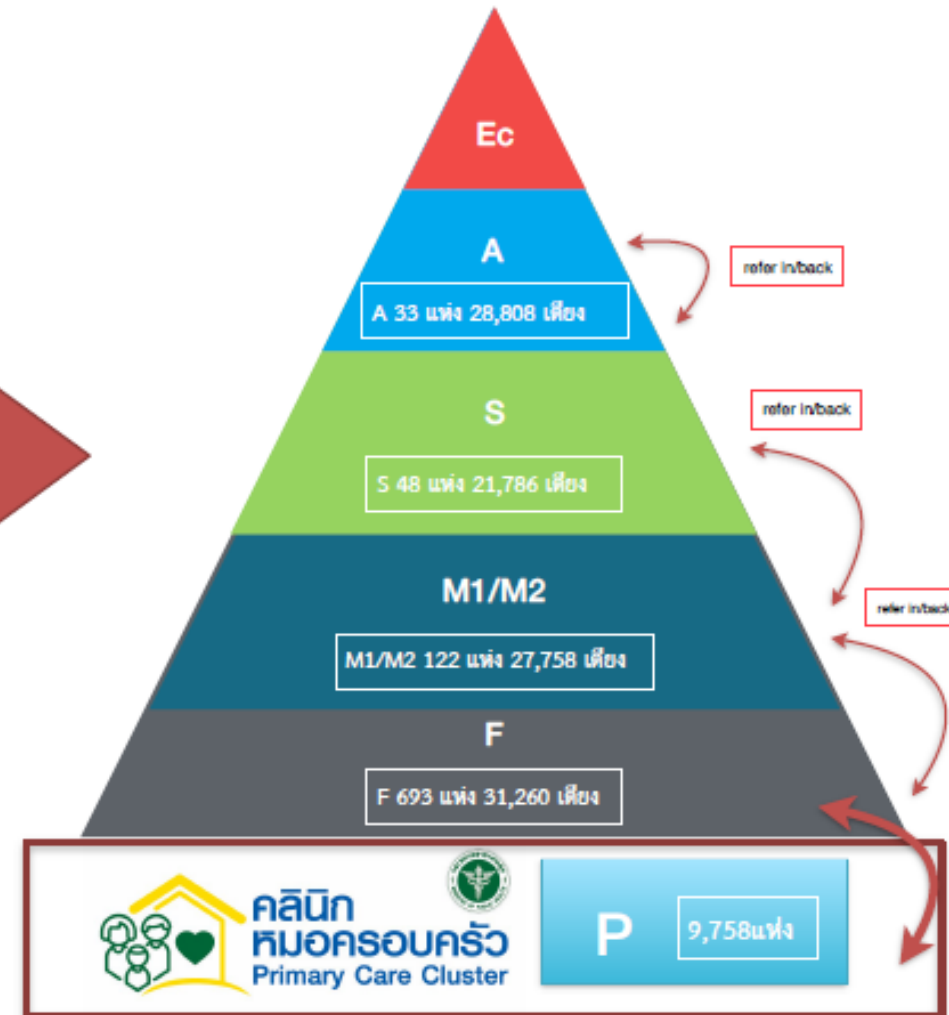 Ec
A
refer in/back
A 33 แห่ง 28,808 เตียง
S
refer in/back
S 48 แห่ง 21,786 เตียง
M1/M2
refer in/back
M1/M2 122 แห่ง 27,758 เตียง
F
F 693 แห่ง 31,260 เตียง
คลินิก
หมอครอบครัว
Primary Care Cluster
P
9,758แห่ง